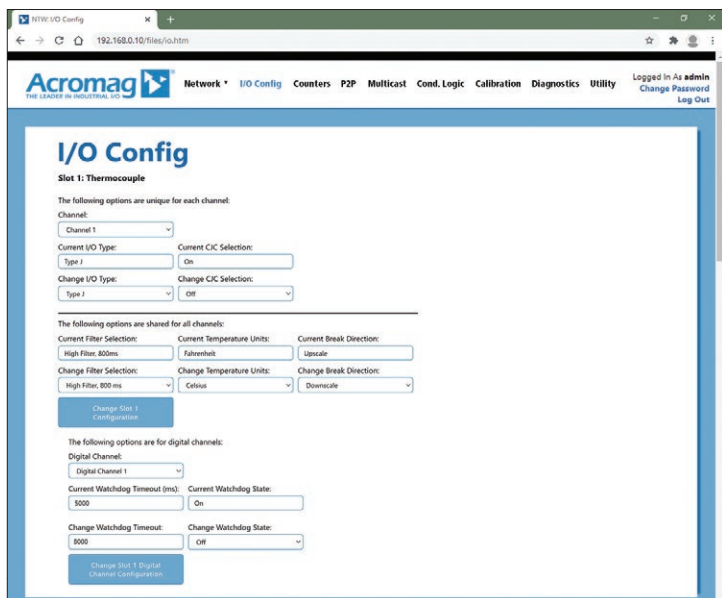 NTW: I/O Config
192.168.0.10/files/io.htm
Acromag
THE LEADER IN INDUSTRIAL I/O
Network I/O Config Counters P2P Multicast Cond. Logic Calibration Diagnostics Utility
Logged In As admin
Change Password
Log Out
I/O Config
Slot 1: Thermocouple
The following options are unique for each channel:
Channel:
Channel 1
Current I/O Type: Current CJC Selection:
Type J On
Change I/O Type: Change CJC Selection:
Type J Off
The following options are shared for all channels:
Current Filter Selection: Current Temperature Units: Current Break Direction:
High Filter, 800ms Fahrenheit Upscale
Change Filter Selection: Change Temperature Units: Change Break Direction:
High Filter, 800 ms Celsius Downscale
Change Slot 1
Configuration
The following options are for digital channels:
Digital Channel:
Digital Channel 1
Current Watchdog Timeout (ms): Current Watchdog State:
5000 On
Change Watchdog Timeout: Change Watchdog State:
5000 Off
Change Slot 1 Digital
Channel Configuration